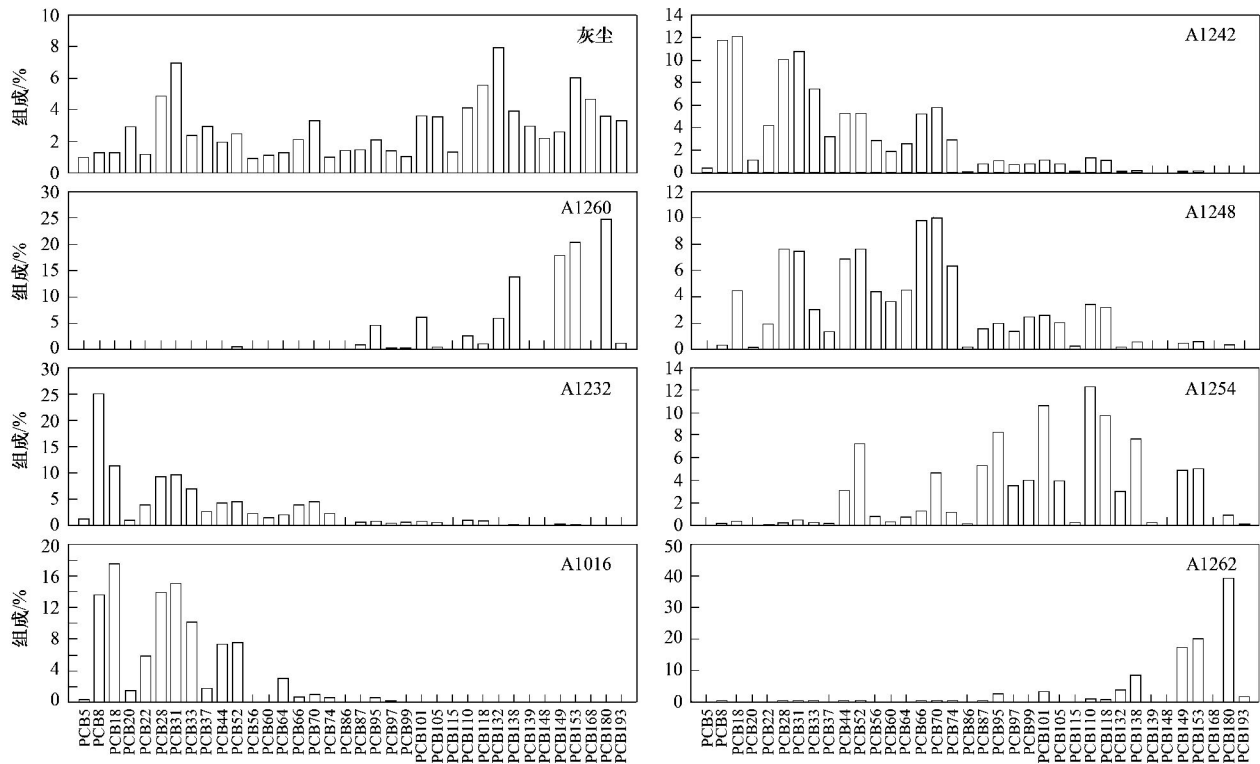 组成/%
10
8
6
4
2
0
灰尘
14
12
10
8
6
4
2
0
A1242
组成/%
30
25
20
15
10
5
0
A1260
12
10
8
6
4
2
0
A1248
组成/%
30
25
20
15
10
5
0
A1232
14
12
10
8
6
4
2
0
A1254
组成/%
20
16
12
8
4
0
A1016
50
40
30
20
10
0
A1262
PCB5
PCB8
PCB18
PCB20
PCB22
PCB28
PCB31
PCB33
PCB37
PCB44
PCB52
PCB56
PCB60
PCB64
PCB66
PCB70
PCB74
PCB86
PCB87
PCB95
PCB97
PCB99
PCB101
PCB105
PCB115
PCB110
PCB118
PCB132
PCB138
PCB139
PCB148
PCB149
PCB153
PCB168
PCB180
PCB193
PCB5
PCB8
PCB18
PCB20
PCB22
PCB28
PCB31
PCB33
PCB37
PCB44
PCB52
PCB56
PCB60
PCB64
PCB66
PCB70
PCB74
PCB86
PCB87
PCB95
PCB97
PCB99
PCB101
PCB105
PCB115
PCB110
PCB118
PCB132
PCB138
PCB139
PCB148
PCB149
PCB153
PCB168
PCB180
PCB193